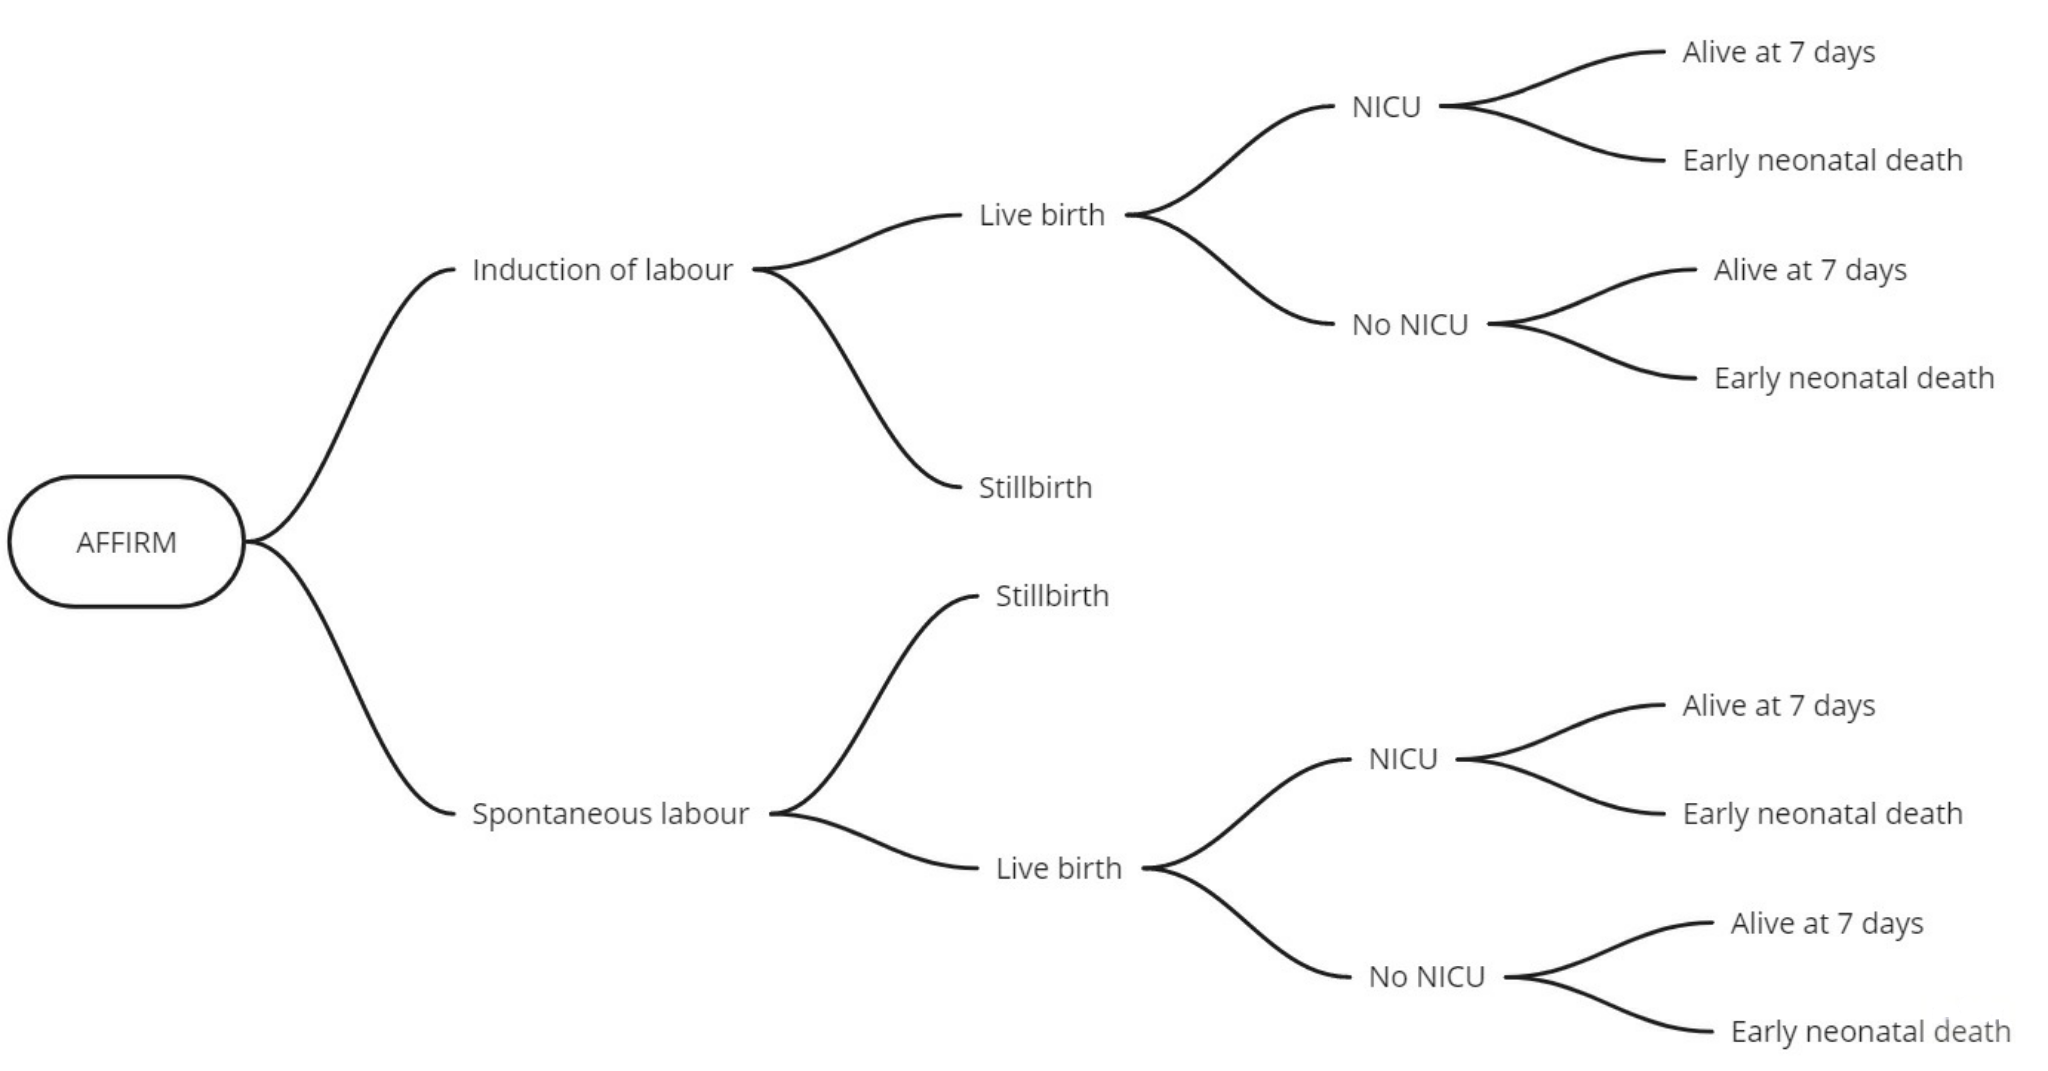 Alive at 7 days
NICU
Early neonatal death
Live birth
Induction of labour
Alive at 7 days
No NICU
Early neonatal death
Stillbirth
AFFIRM
Stillbirth
Alive at 7 days
NICU
Spontaneous labour
Early neonatal death
Live birth
Alive at 7 days
No NICU
Early neonatal death